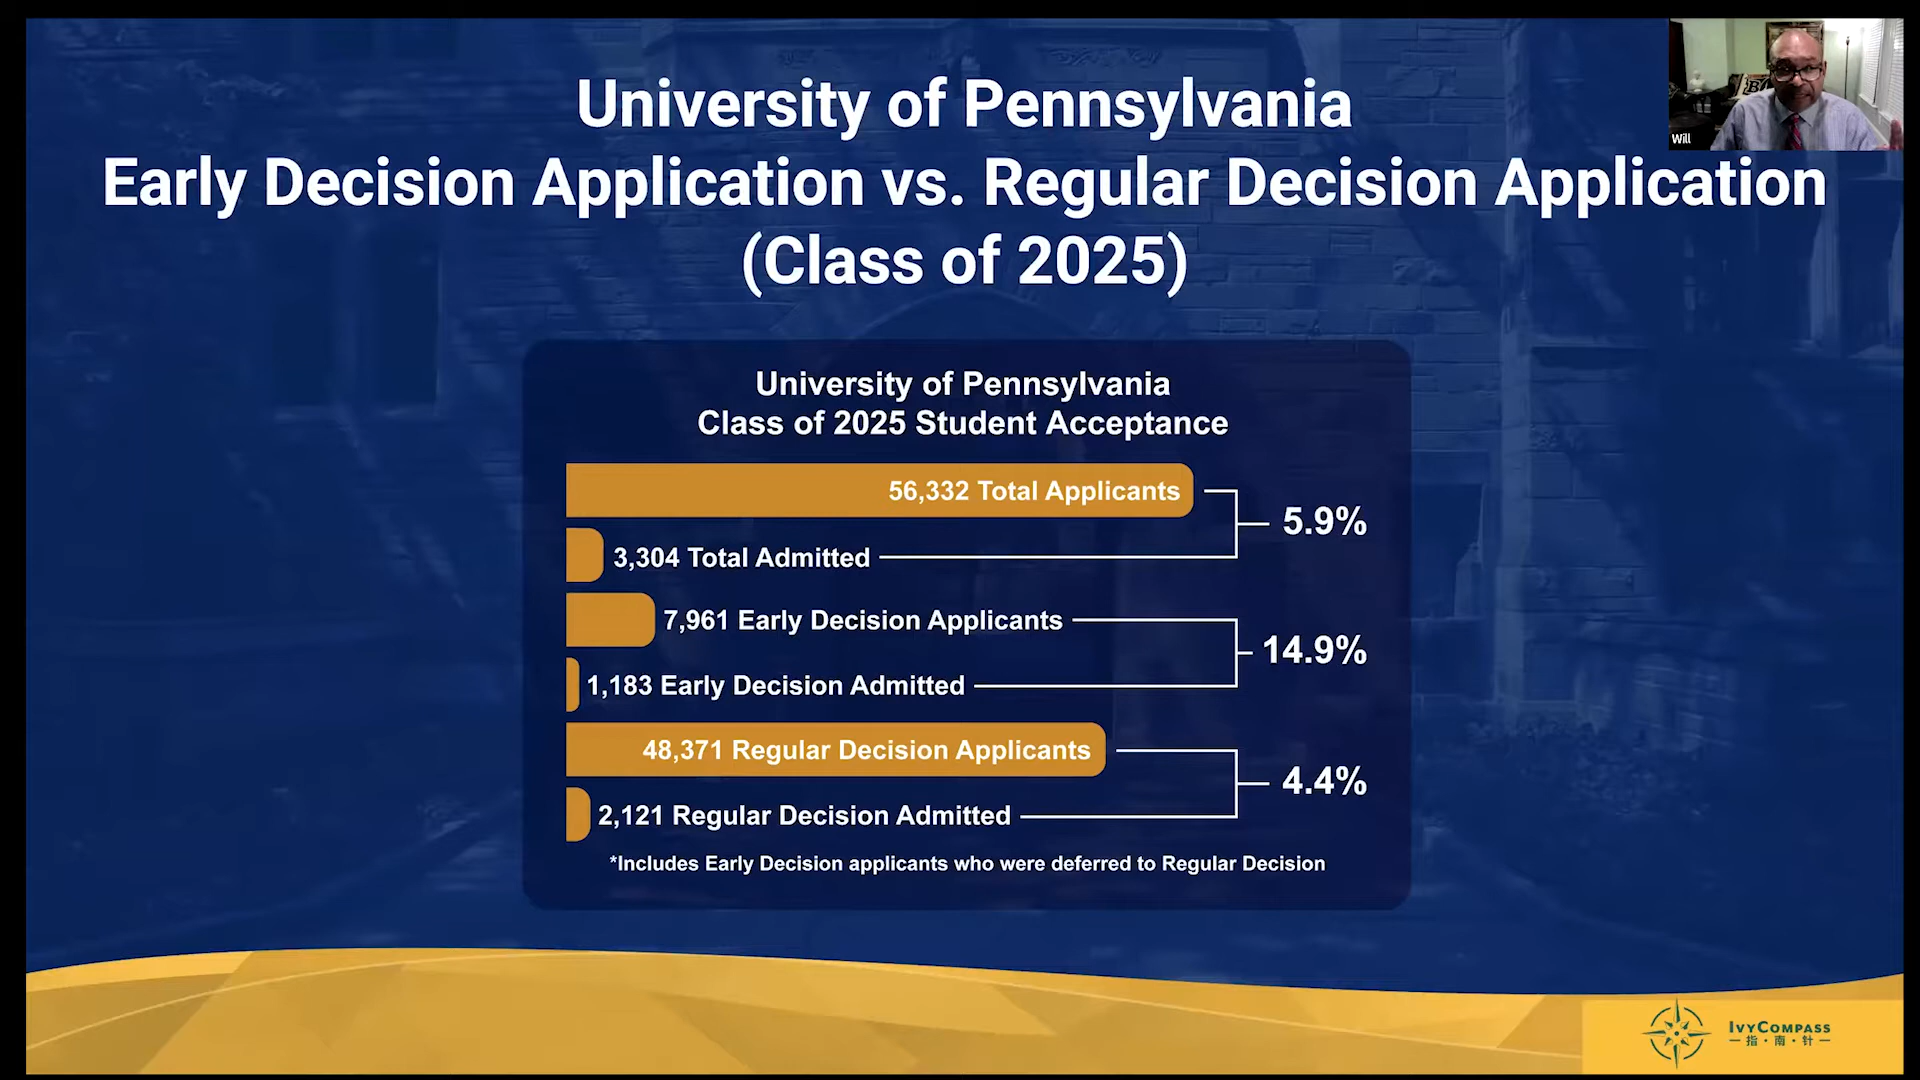 University of Pennsylvania
Early Decision Application vs. Regular Decision Application
(Class of 2025)
Will
University of Pennsylvania
Class of 2025 Student Acceptance
56,332 Total Applicants
3,304 Total Admitted
5.9%
7,961 Early Decision Applicants
1,183 Early Decision Admitted
14.9%
48,371 Regular Decision Applicants
2,121 Regular Decision Admitted
4.4%
*Includes Early Decision applicants who were deferred to Regular Decision
IVYCOMPASS
一指·南·针一